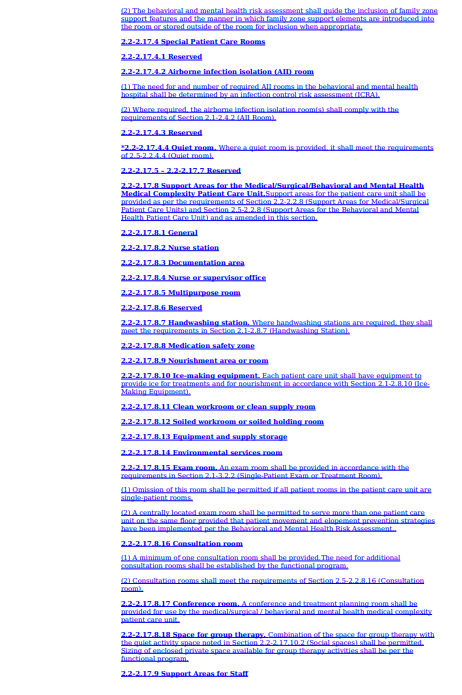 (2) The behavioral and mental health risk assessment shall guide the inclusion of family zone
support features and the manner in which family zone support elements are introduced into
the room or stored outside of the room for inclusion when appropriate.
2.2-2.17.4 Special Patient Care Rooms
2.2-2.17.4.1 Reserved
2.2-2.17.4.2 Airborne infection isolation (AII) room
(1) The need for and number of required AII rooms in the behavioral and mental health
hospital shall be determined by an infection control risk assessment (ICRA).
(2) Where required, the airborne infection isolation room(s) shall comply with the
requirements of Section 2.1-2.4.2 (AII Room).
2.2-2.17.4.3 Reserved
*2.2-2.17.4.4 Quiet room. Where a quiet room is provided, it shall meet the requirements
of 2.5-2.2.4.4 (Quiet room).
2.2-2.17.5 – 2.2-2.17.7 Reserved
2.2-2.17.8 Support Areas for the Medical/Surgical/Behavioral and Mental Health
Medical Complexity Patient Care Unit.Support areas for the patient care unit shall be
provided as per the requirements of Section 2.2-2.2.8 (Support Areas for Medical/Surgical
Patient Care Units) and Section 2.5-2.2.8 (Support Areas for the Behavioral and Mental
Health Patient Care Unit) and as amended in this section.
2.2-2.17.8.1 General
2.2-2.17.8.2 Nurse station
2.2-2.17.8.3 Documentation area
2.2-2.17.8.4 Nurse or supervisor office
2.2-2.17.8.5 Multipurpose room
2.2-2.17.8.6 Reserved
2.2-2.17.8.7 Handwashing station. Where handwashing stations are required, they shall
meet the requirements in Section 2.1-2.8.7 (Handwashing Station).
2.2-2.17.8.8 Medication safety zone
2.2-2.17.8.9 Nourishment area or room
2.2-2.17.8.10 Ice-making equipment. Each patient care unit shall have equipment to
provide ice for treatments and for nourishment in accordance with Section 2.1-2.8.10 (Ice-
Making Equipment).
2.2-2.17.8.11 Clean workroom or clean supply room
2.2-2.17.8.12 Soiled workroom or soiled holding room
2.2-2.17.8.13 Equipment and supply storage
2.2-2.17.8.14 Environmental services room
2.2-2.17.8.15 Exam room. An exam room shall be provided in accordance with the
requirements in Section 2.1-3.2.2 (Single-Patient Exam or Treatment Room).
(1) Omission of this room shall be permitted if all patient rooms in the patient care unit are
single-patient rooms.
(2) A centrally located exam room shall be permitted to serve more than one patient care
unit on the same floor provided that patient movement and elopement prevention strategies
have been implemented per the Behavioral and Mental Health Risk Assessment..
2.2-2.17.8.16 Consultation room
(1) A minimum of one consultation room shall be provided.The need for additional
consultation rooms shall be established by the functional program.
(2) Consultation rooms shall meet the requirements of Section 2.5-2.2.8.16 (Consultation
room).
2.2-2.17.8.17 Conference room. A conference and treatment planning room shall be
provided for use by the medical/surgical / behavioral and mental health medical complexity
patient care unit.
2.2-2.17.8.18 Space for group therapy. Combination of the space for group therapy with
the quiet activity space noted in Section 2.2-2.17.10.2 (Social spaces) shall be permitted.
Sizing of enclosed private space available for group therapy activities shall be per the
functional program.
2.2-2.17.9 Support Areas for Staff